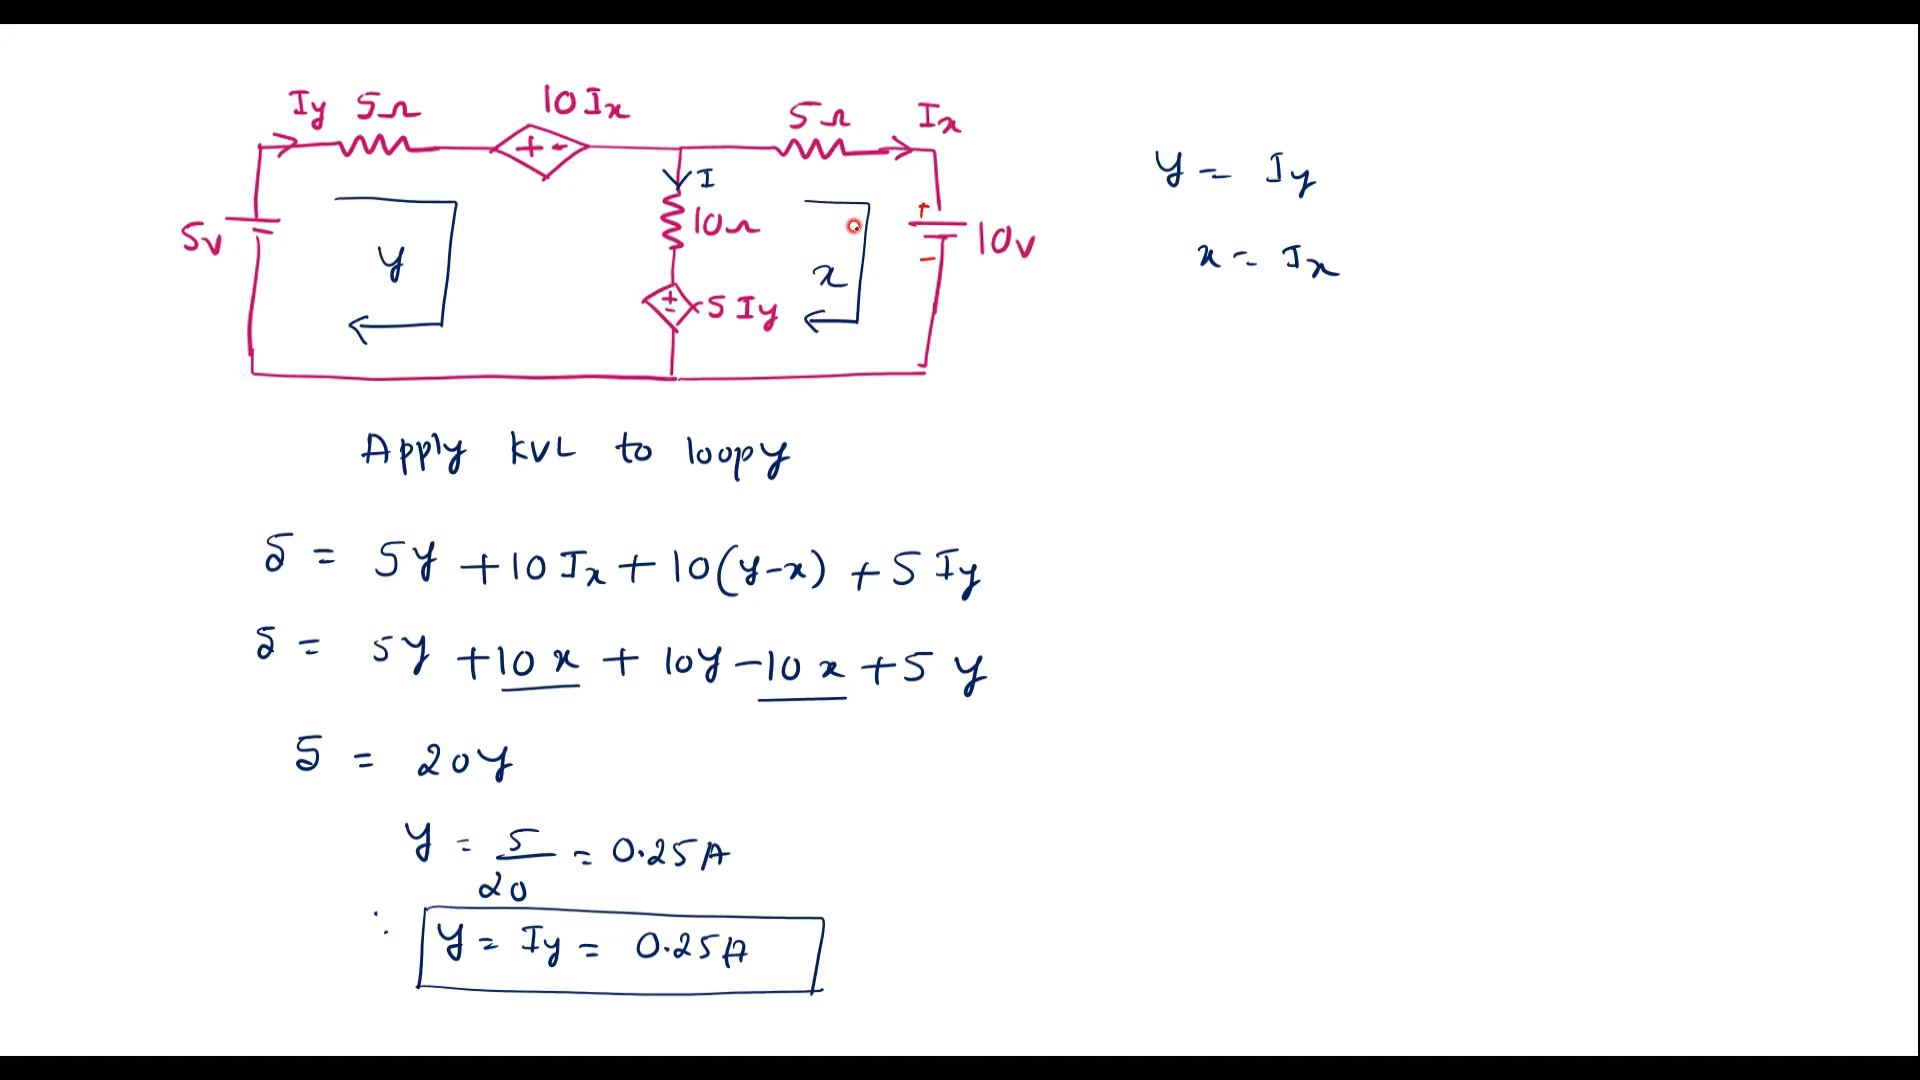 Iy 5Ω 10Ix 5Ω Ix
+ -
I
5v y 10Ω x + - 10v
+ - 5Iy
y = Iy
x = Ix
Apply KVL to loopy
5 = 5y + 10Ix + 10(y-x) + 5Iy
5 = 5y + 10x + 10y - 10x + 5y
5 = 20y
y = 5/20 = 0.25A
∴ y = Iy = 0.25A